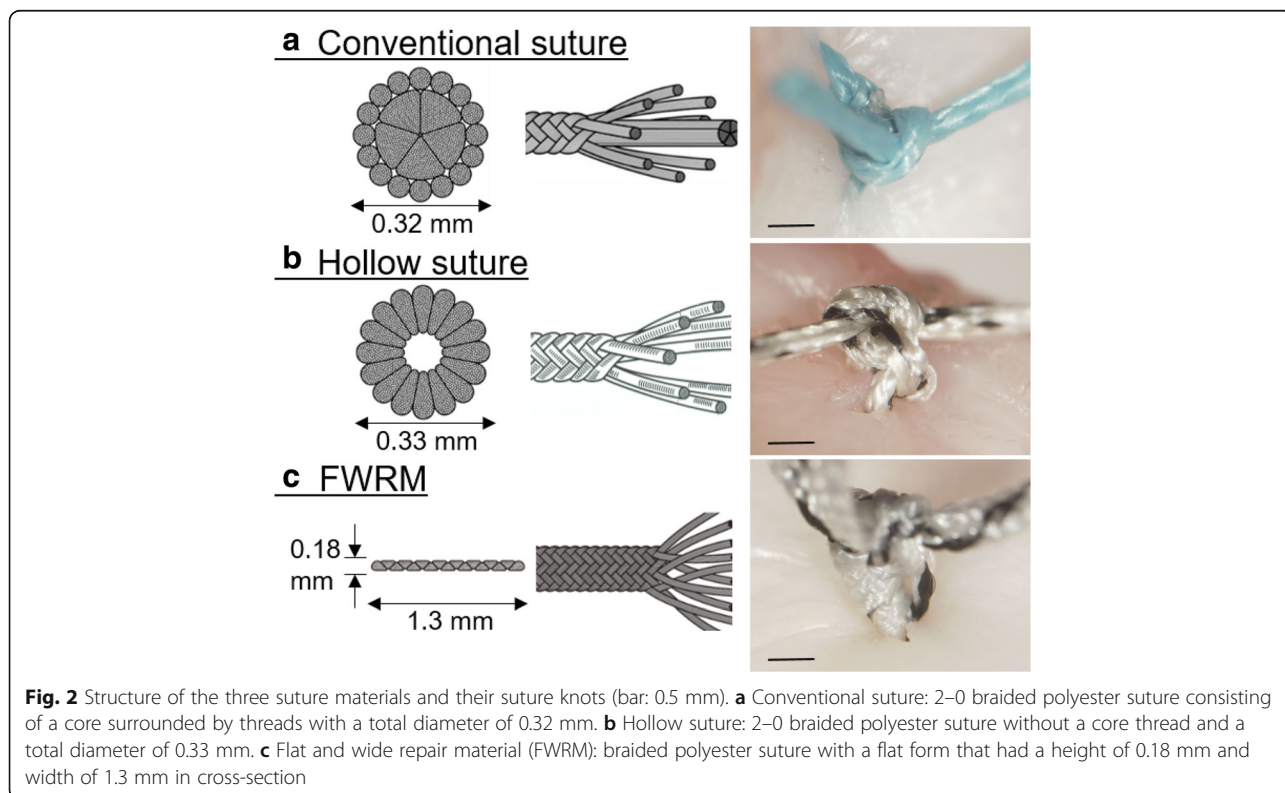 a Conventional suture
0.32 mm
b Hollow suture
0.33 mm
c FWRM
0.18
mm
1.3 mm
Fig. 2 Structure of the three suture materials and their suture knots (bar: 0.5 mm). a Conventional suture: 2–0 braided polyester suture consisting
of a core surrounded by threads with a total diameter of 0.32 mm. b Hollow suture: 2–0 braided polyester suture without a core thread and a
total diameter of 0.33 mm. c Flat and wide repair material (FWRM): braided polyester suture with a flat form that had a height of 0.18 mm and
width of 1.3 mm in cross-section